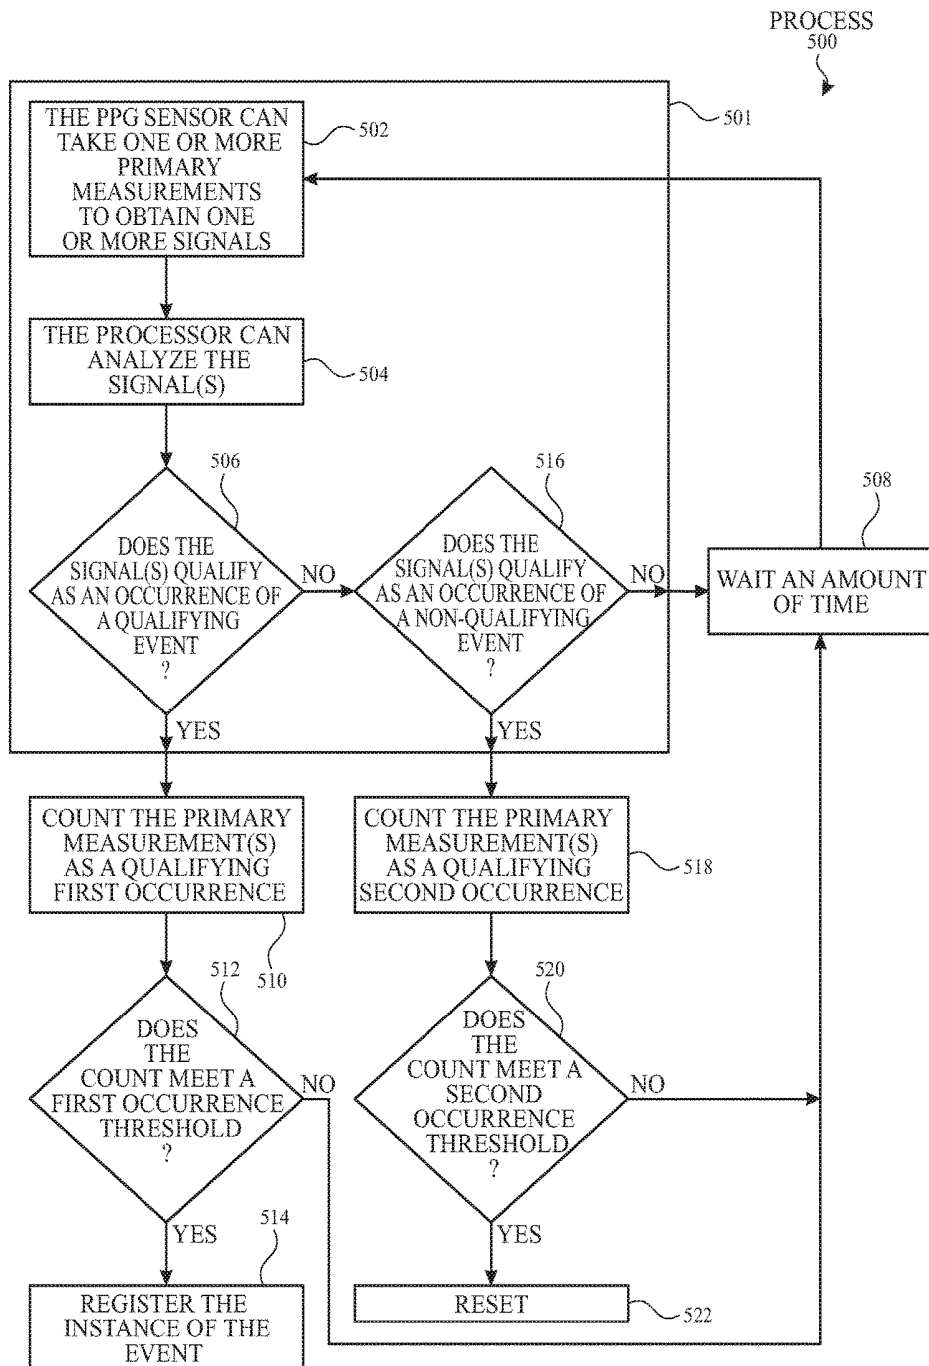 PROCESS
500
501
THE PPG SENSOR CAN
TAKE ONE OR MORE
PRIMARY
MEASUREMENTS
TO OBTAIN ONE
OR MORE SIGNALS
502
THE PROCESSOR CAN
ANALYZE THE
SIGNAL(S)
504
506
DOES THE
SIGNAL(S) QUALIFY
AS AN OCCURRENCE OF
A QUALIFYING
EVENT
?
NO
YES
516
DOES THE
SIGNAL(S) QUALIFY
AS AN OCCURRENCE OF
A NON-QUALIFYING
EVENT
?
NO
YES
508
WAIT AN AMOUNT
OF TIME
COUNT THE PRIMARY
MEASUREMENT(S)
AS A QUALIFYING
FIRST OCCURRENCE
510
COUNT THE PRIMARY
MEASUREMENT(S)
AS A QUALIFYING
SECOND OCCURRENCE
518
512
DOES
THE
COUNT MEET A
FIRST OCCURRENCE
THRESHOLD
?
NO
YES
520
DOES
THE
COUNT MEET A
SECOND
OCCURRENCE
THRESHOLD
?
NO
YES
514
REGISTER THE
INSTANCE OF THE
EVENT
RESET
522